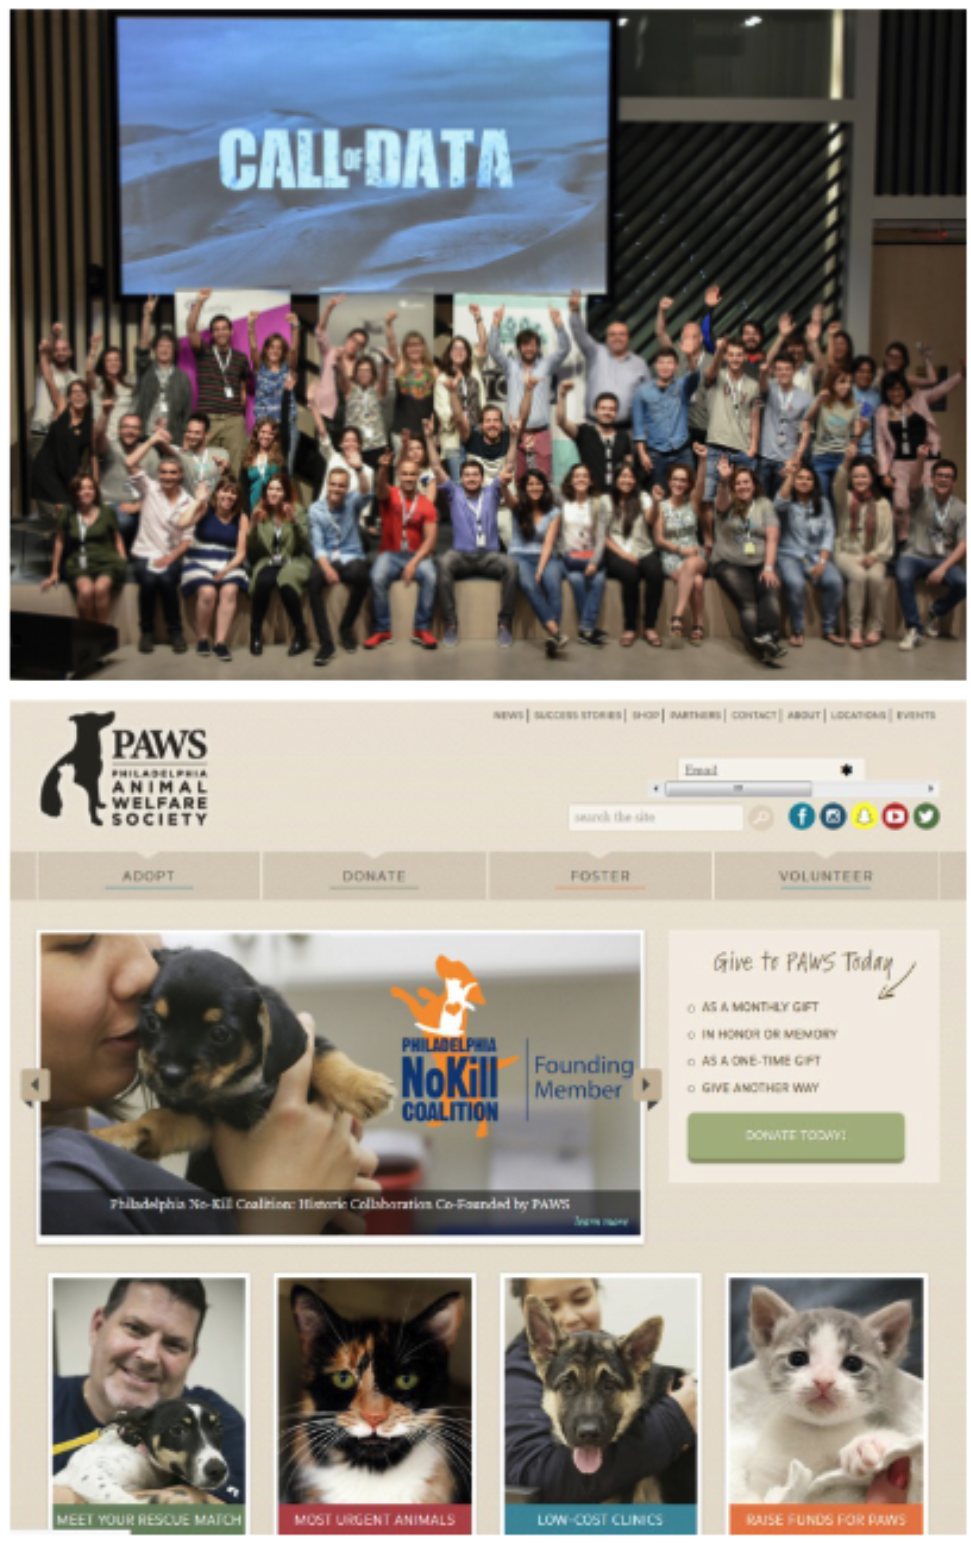 CALL OF DATA
NEWS | SUCCESS STORIES | SHOP | PARTNERS | CONTACT | ABOUT | LOCATIONS | EVENTS
PAWS
PHILADELPHIA
ANIMAL
WELFARE
SOCIETY
Email
search the site
ADOPT
DONATE
FOSTER
VOLUNTEER
PHILADELPHIA
NoKill
COALITION
Founding
Member
Philadelphia No-Kill Coalition: Historic Collaboration Co-Founded by PAWS
learn more
Give to PAWS Today
AS A MONTHLY GIFT
IN HONOR OR MEMORY
AS A ONE-TIME GIFT
GIVE ANOTHER WAY
DONATE TODAY!
MEET YOUR RESCUE MATCH
MOST URGENT ANIMALS
LOW-COST CLINICS
RAISE FUNDS FOR PAWS